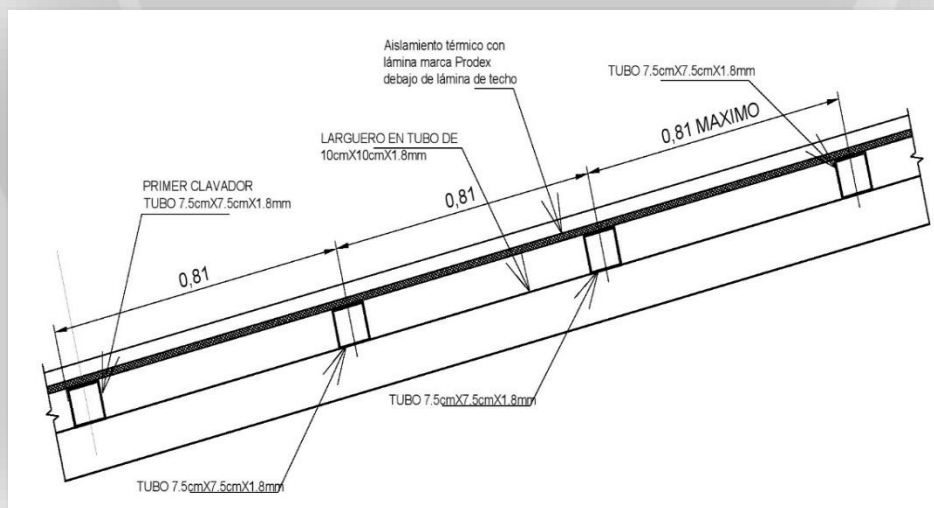 Aislamiento térmico con
lámina marca Prodex
debajo de lámina de techo
TUBO 7.5cmX7.5cmX1.8mm
0,81 MAXIMO
LARGUERO EN TUBO DE
10cmX10cmX1.8mm
PRIMER CLAVADOR
TUBO 7.5cmX7.5cmX1.8mm
0,81
0,81
TUBO 7.5cmX7.5cmX1.8mm
TUBO 7.5cmX7.5cmX1.8mm